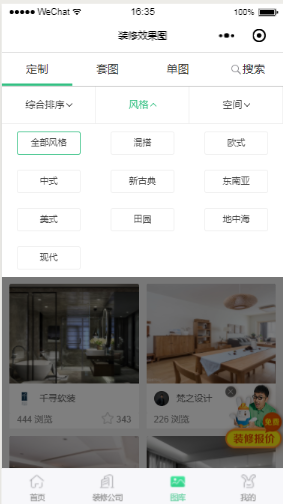 WeChat 16:35 100%
装修效果图
定制 套图 单图 搜索
综合排序 风格 空间
全部风格 混搭 欧式
中式 新古典 东南亚
美式 田园 地中海
现代
千寻软装 梵之设计
444 浏览 343 226 浏览
免费
装修报价
首页 装修公司 图库 我的